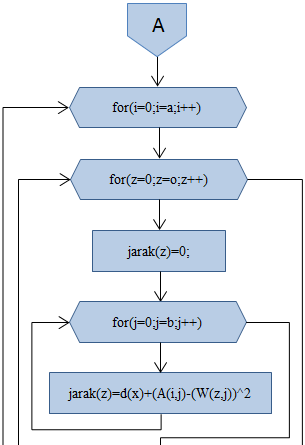 A
for(i=0;i=a;i++)
for(z=0;z=o;z++)
jarak(z)=0;
for(j=0;j=b;j++)
jarak(z)=d(x)+(A(i,j)-(W(z,j))^2